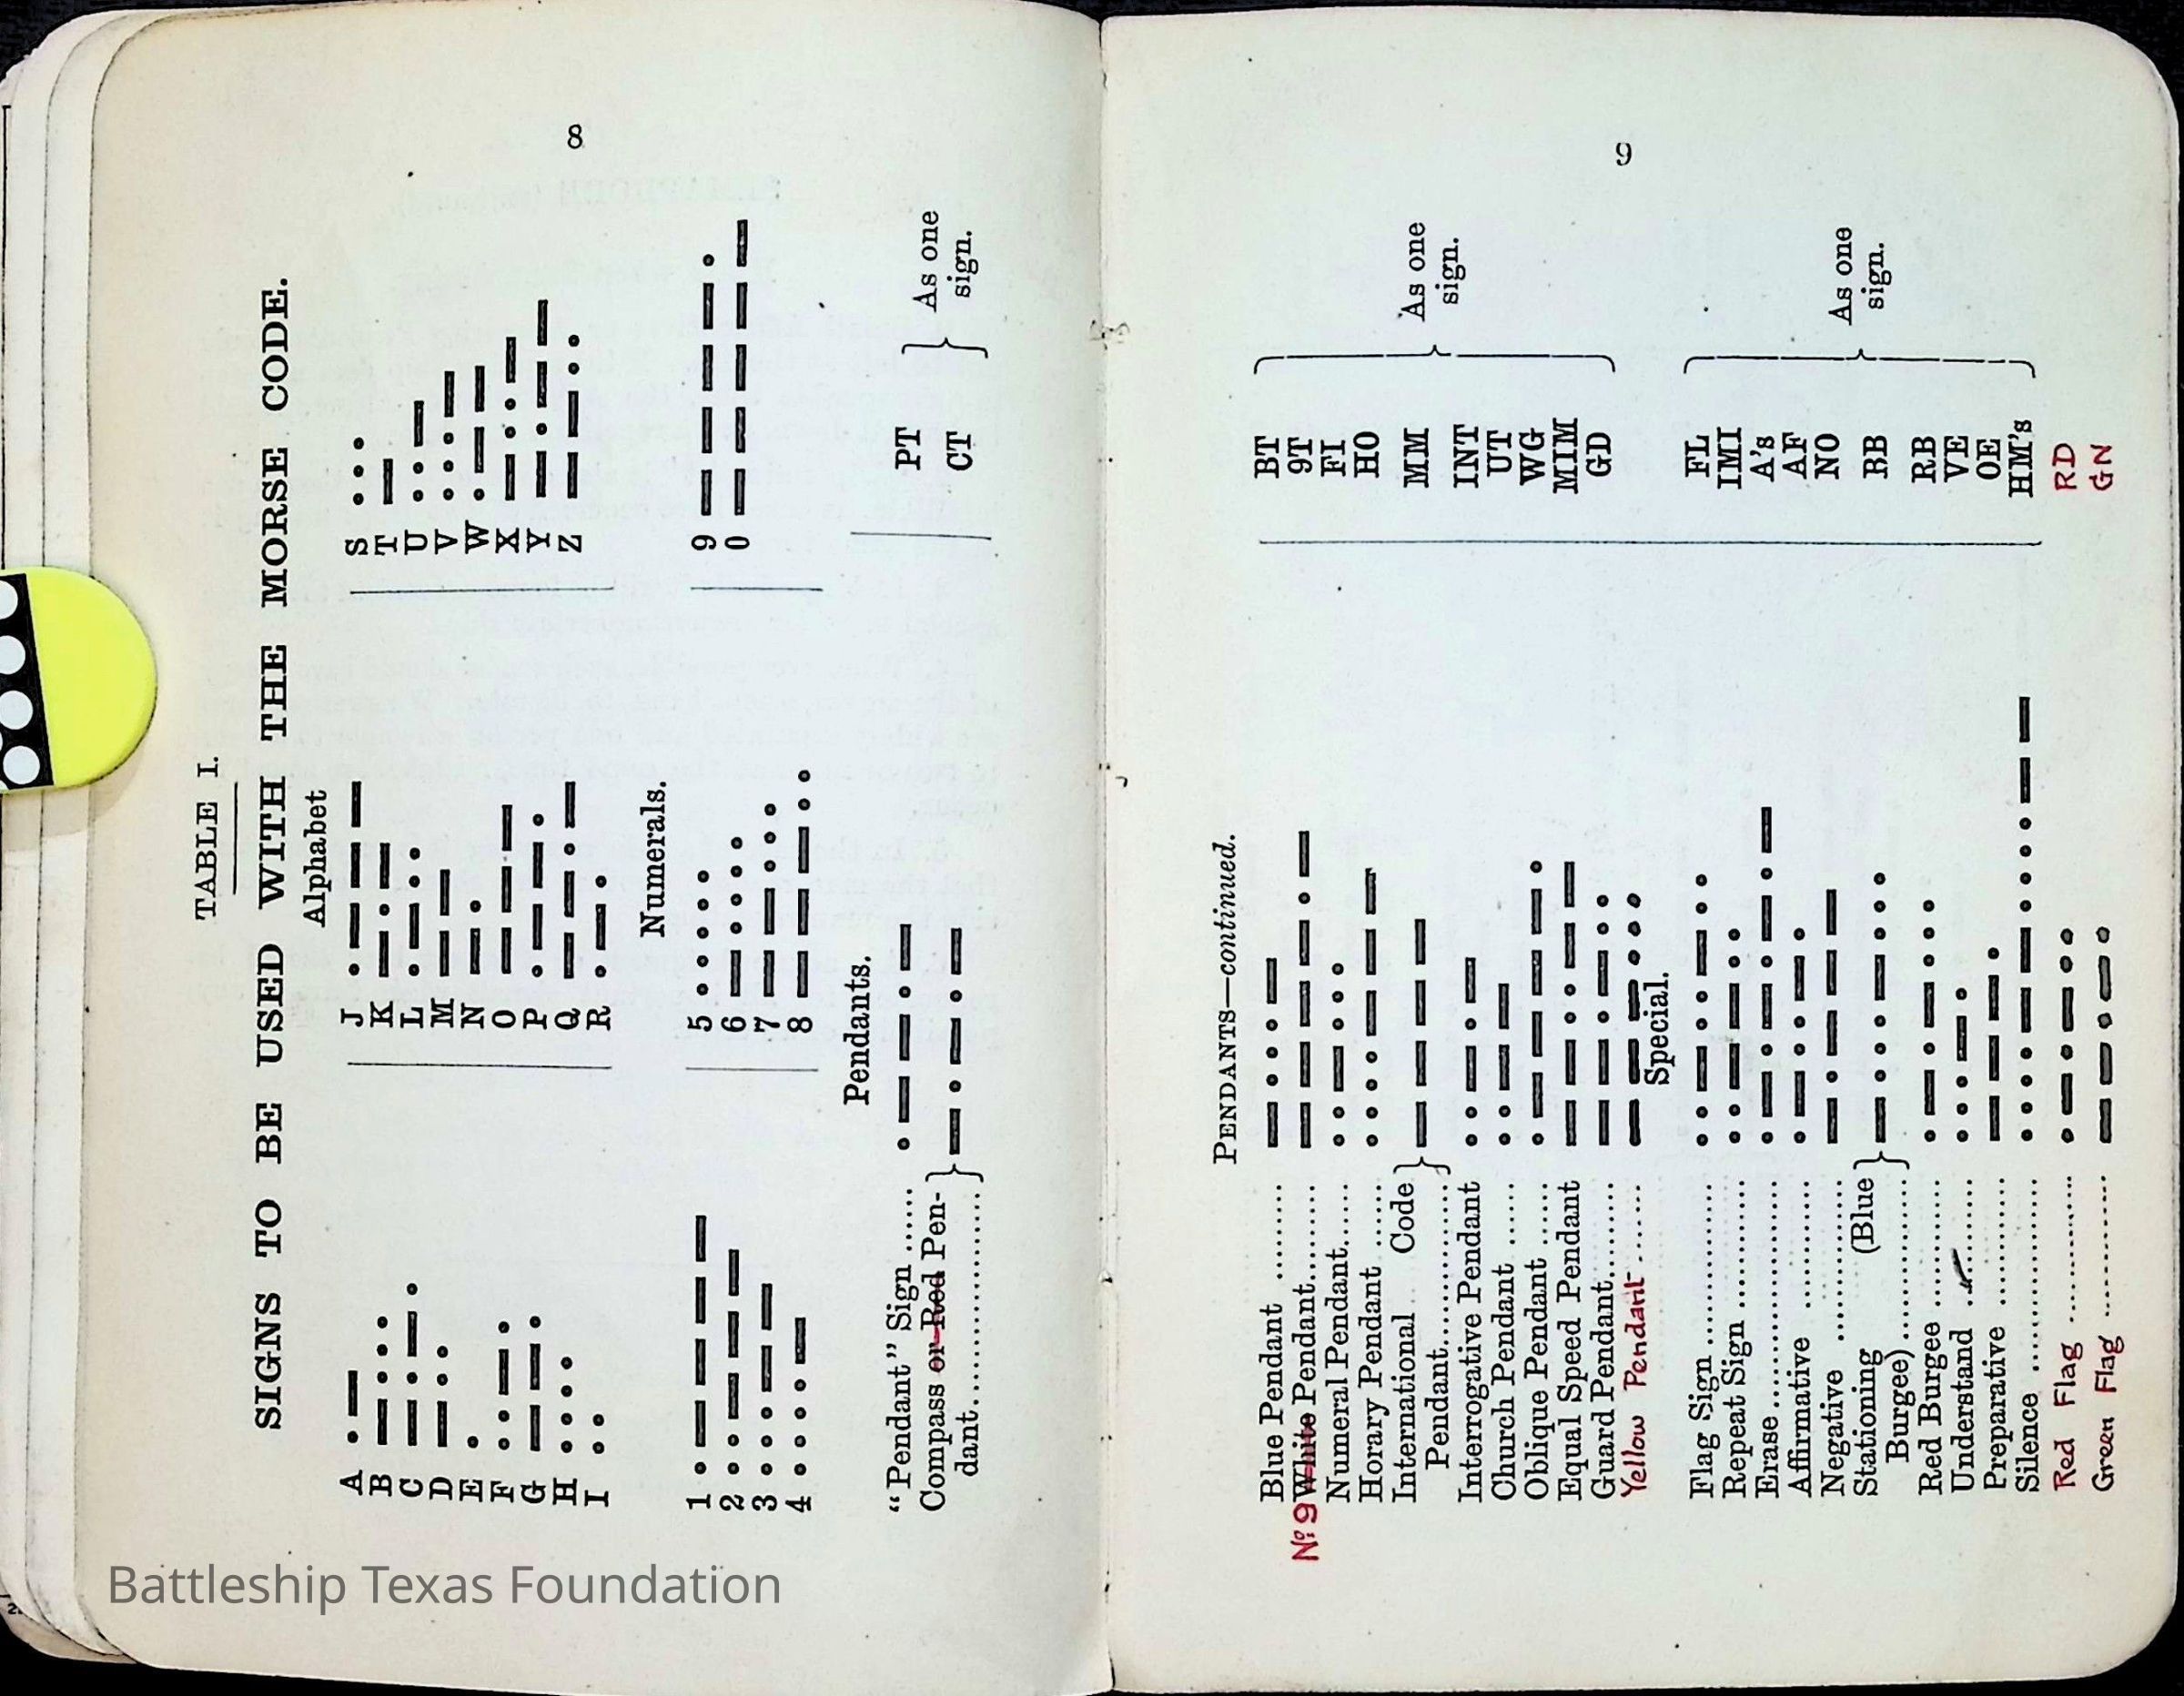 8
TABLE I.
SIGNS TO BE USED WITH THE MORSE CODE.
Alphabet
A . — J . — — — S . . .
B — . . . K — . — T —
C — . — . L . — . . U . . —
D — . . M — — V . . . —
E . N — . W . — —
F . . — . O — — — X — . . —
G — — . P . — — . Y — . — —
H . . . . Q — — . — Z — — . .
I . . R . — .
Numerals.
1 . — — — — 5 . . . . . 9 — — — — .
2 . . — — — 6 — . . . . 0 — — — — —
3 . . . — — 7 — — . . .
4 . . . . — 8 — — — . .
Pendants.
“Pendant” Sign ...... . — — . — PT
Compass or Red Pen-
dant.................... — . — . — CT
As one
sign.
9
PENDANTS—continued.
Blue Pendant ......... — . . . — BT
Nº 9 White Pendant......... — — — — . — 9T
Numeral Pendant...... . . — . . . FI
Horary Pendant ...... . . . . — — — HO
International Code
Pendant................ — — — — MM
Interrogative Pendant . . — . — INT
Church Pendant ...... . . — — UT
Oblique Pendant ..... . — — — — . WG
Equal Speed Pendant — — . . — — MIM
Guard Pendant......... — — . — . . GD
Yellow Pendant ......
As one
sign.
Special.
Flag Sign ................ . . — . . — . . FL
Repeat Sign ............ . . — — . . IMI
Erase..................... . — . — . — . — A's
Affirmative ............ . — . . — . AF
Negative ................ — . — — — NO
Stationing (Blue
Burgee)................ — . . . — . . . BB
Red Burgee ............ . — . — . . . RB
Understand ............ . . . — . VE
Preparative ............ — — — . OE
Silence .................. . . . . — — . . . . — — HM's
Red Flag ............ . — . — . . RD
Green Flag ............ — — . — . GN
As one
sign.
Battleship Texas Foundation